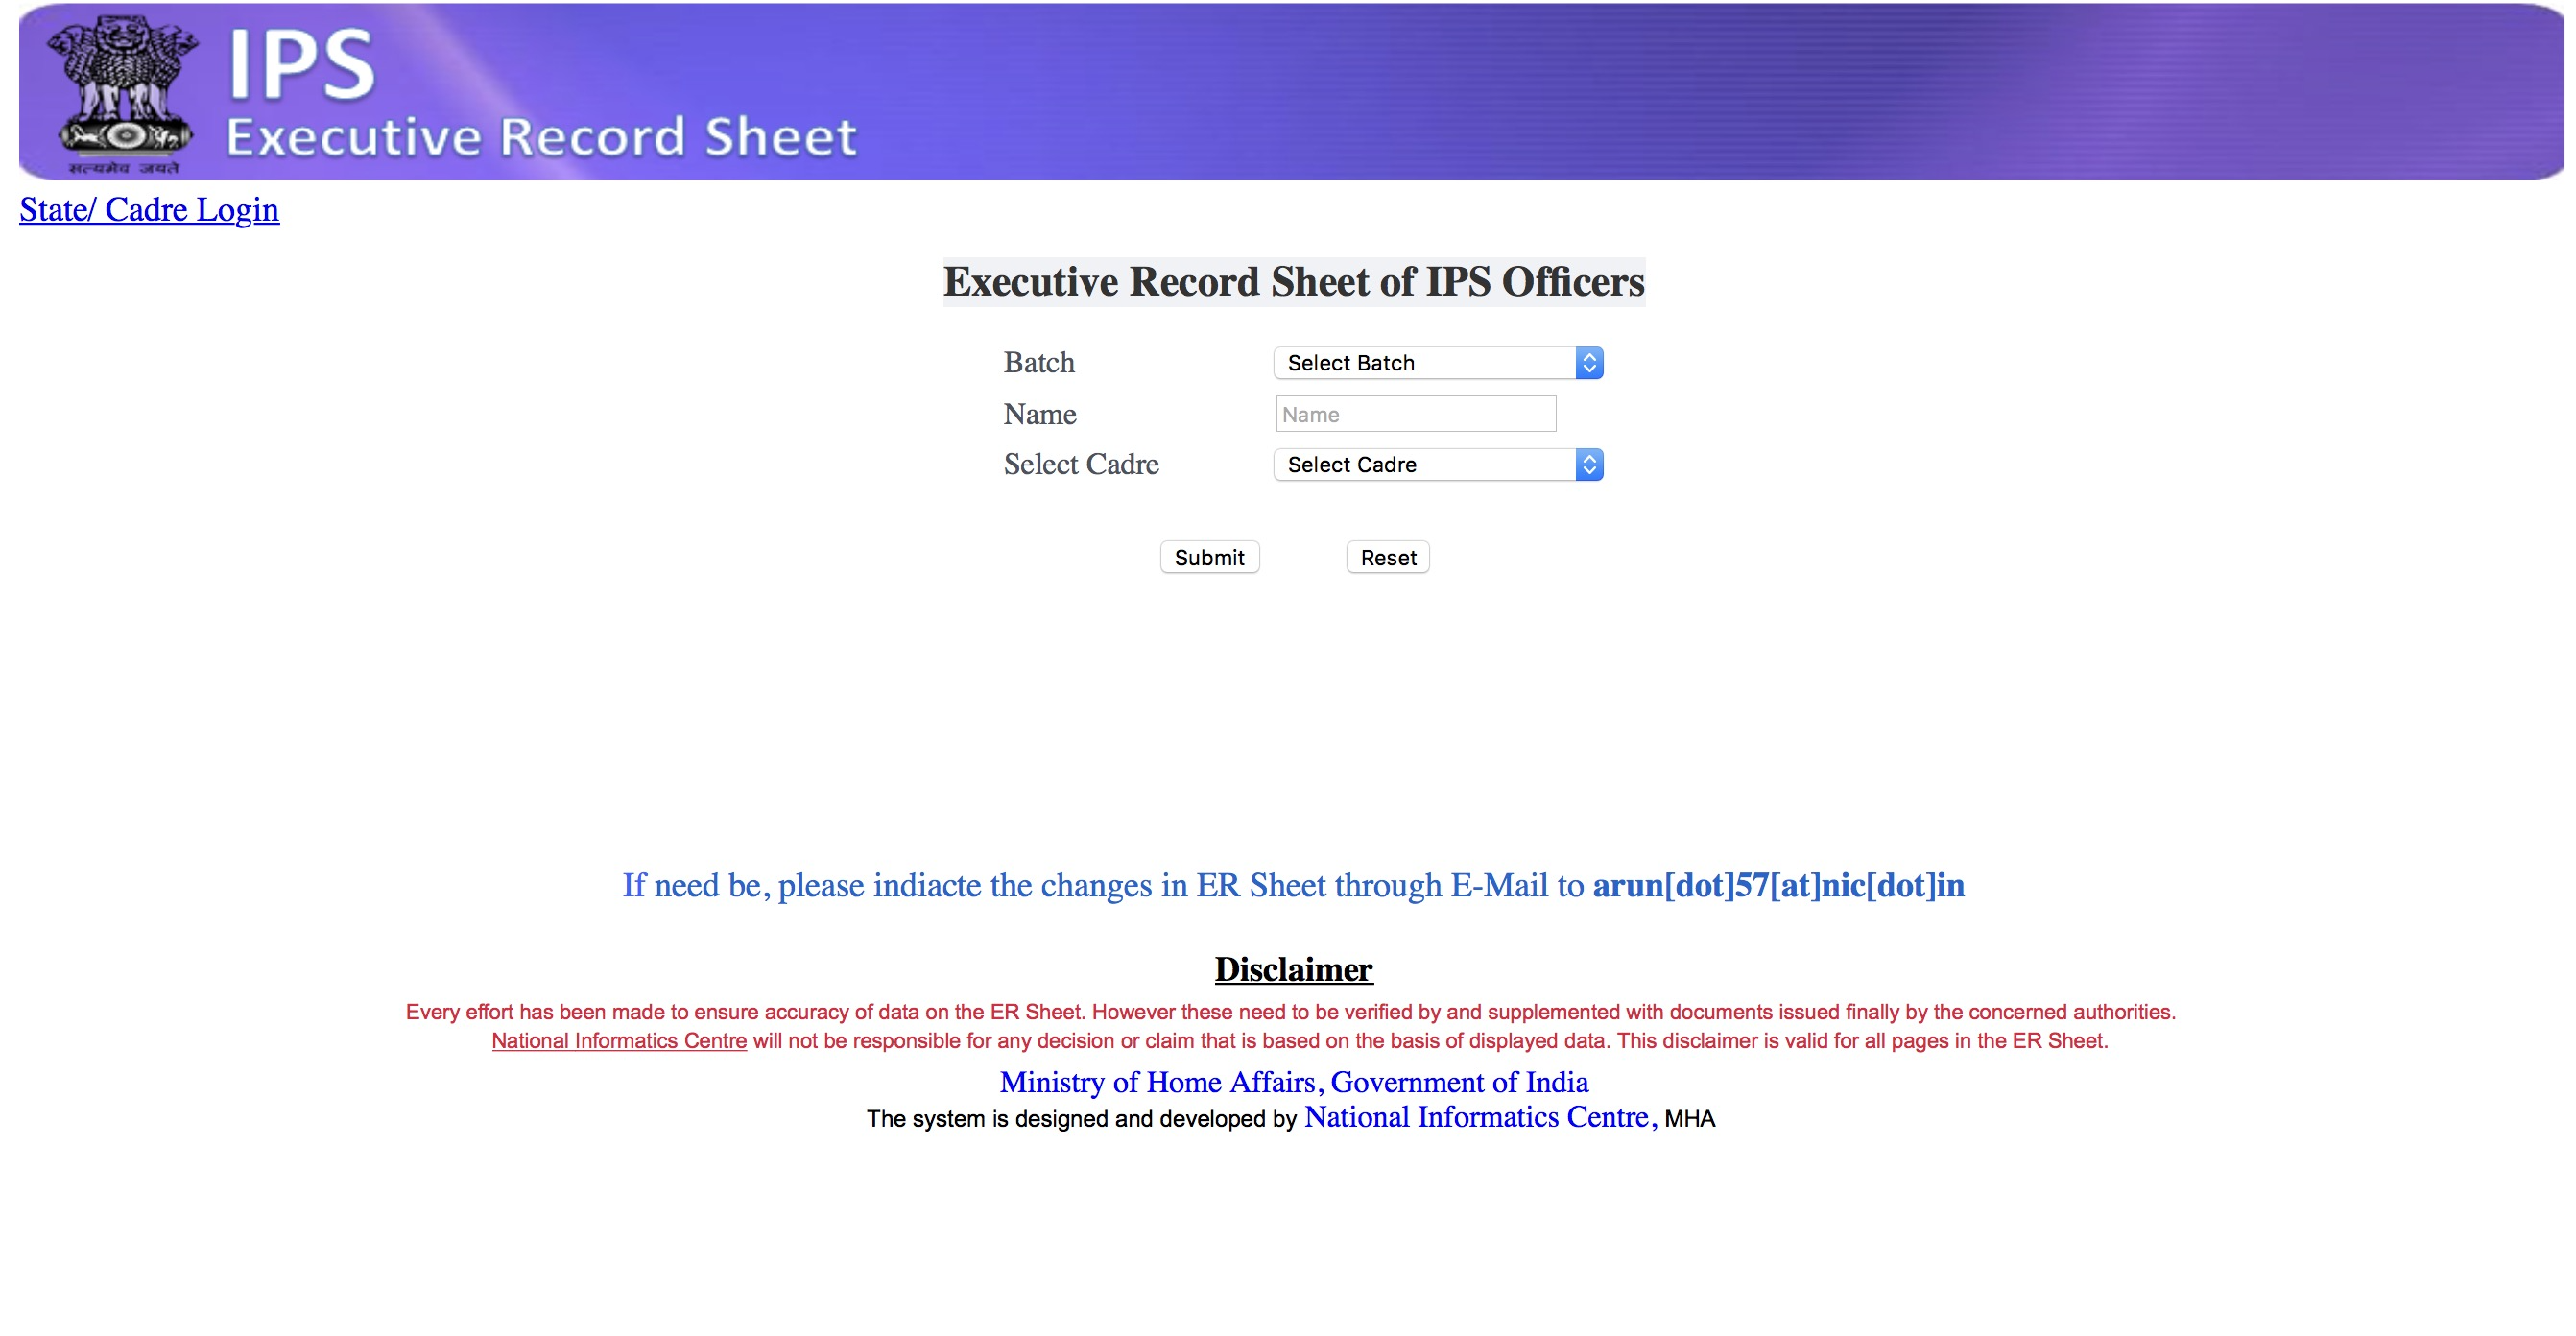 IPS
Executive Record Sheet
सत्यमेव जयते
State/ Cadre Login
Executive Record Sheet of IPS Officers
Batch Select Batch
Name Name
Select Cadre Select Cadre
Submit Reset
If need be, please indiacte the changes in ER Sheet through E-Mail to arun[dot]57[at]nic[dot]in
Disclaimer
Every effort has been made to ensure accuracy of data on the ER Sheet. However these need to be verified by and supplemented with documents issued finally by the concerned authorities.
National Informatics Centre will not be responsible for any decision or claim that is based on the basis of displayed data. This disclaimer is valid for all pages in the ER Sheet.
Ministry of Home Affairs, Government of India
The system is designed and developed by National Informatics Centre, MHA